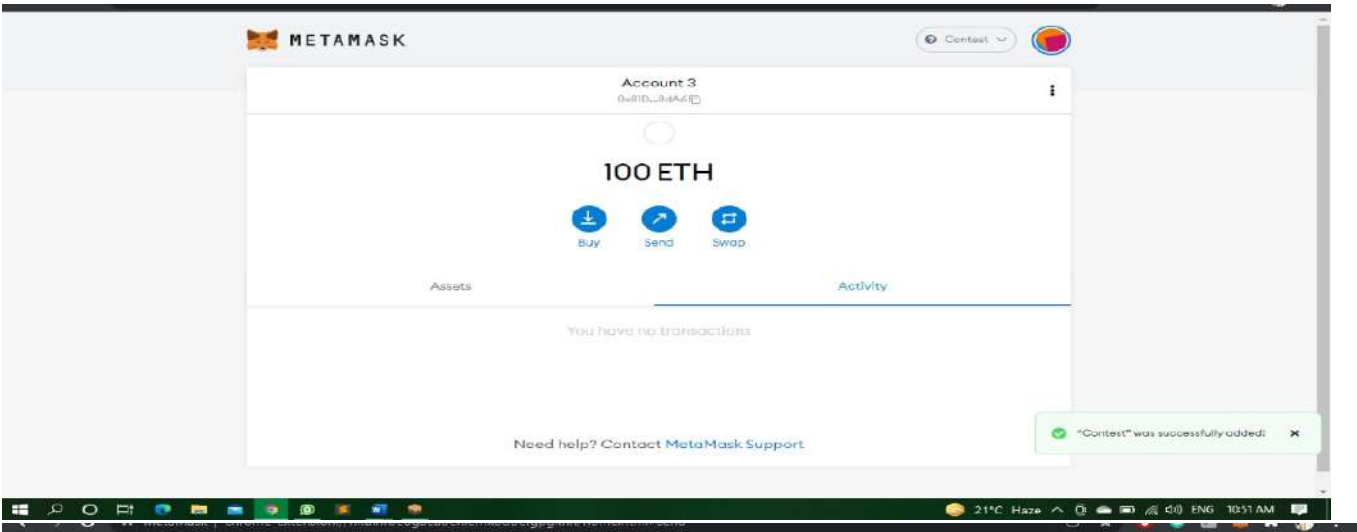 METAMASK
Contest
Account 3
100 ETH
Buy Send Swap
Assets Activity
You have no transactions
"Contest" was successfully added!
Need help? Contact MetaMask Support
21°C Haze ENG 10:51 AM